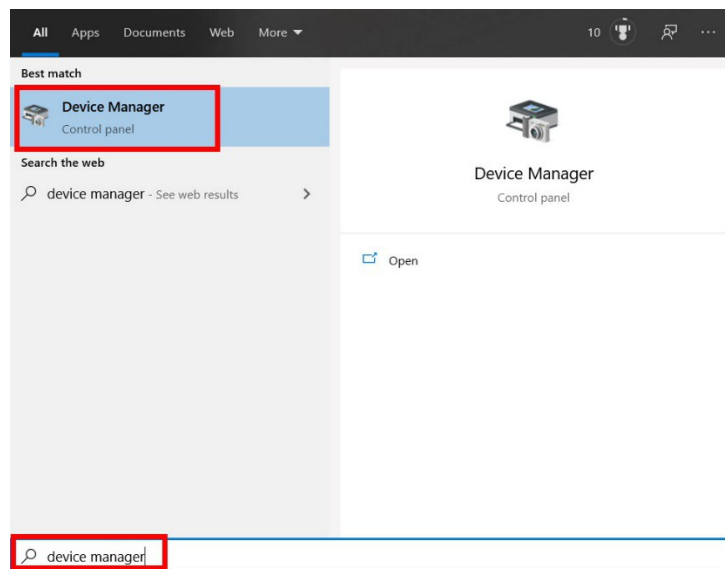 All Apps Documents Web More 10 ...
Best match
Device Manager
Control panel
Search the web
device manager - See web results
Device Manager
Control panel
Open
device manager